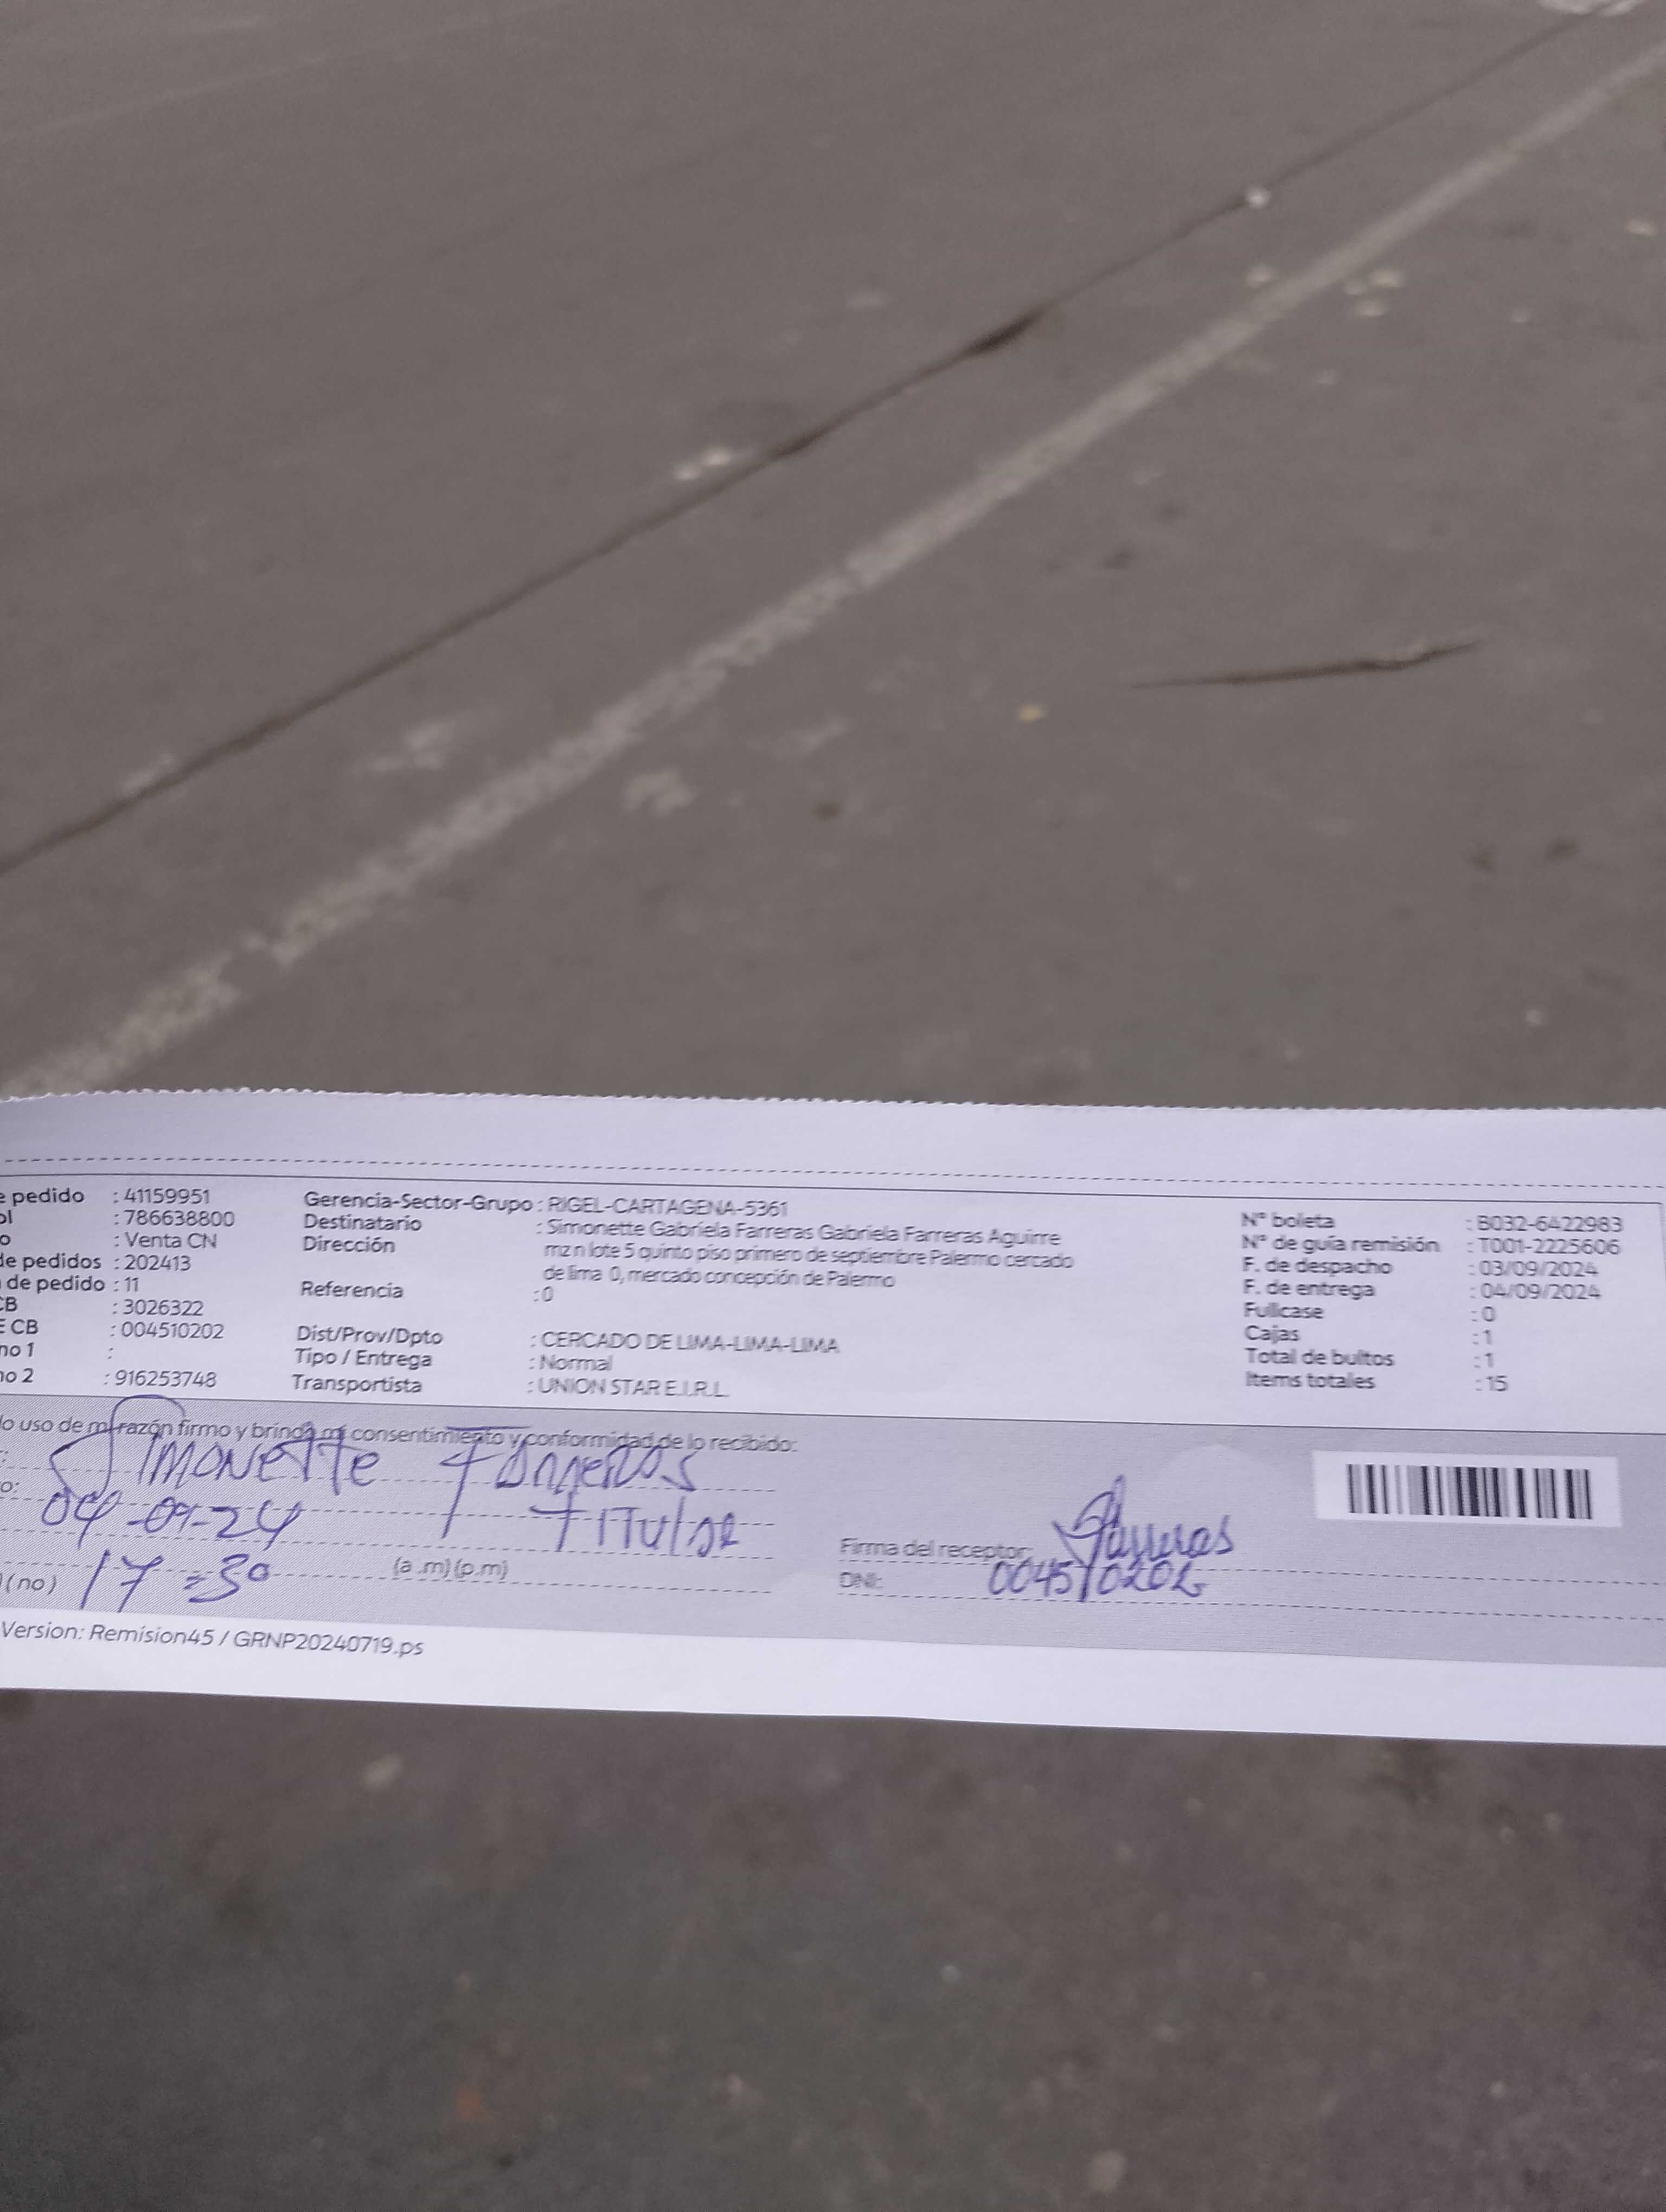 e pedido : 41159951 Gerencia-Sector-Grupo : RIGEL-CARTAGENA-5361 N° boleta : B032-6422983
ol : 786638800 Destinatario : Simonette Gabriela Farreras Gabriela Farreras Aguirre N° de guía remisión : T001-2225606
o : Venta CN Dirección mz n lote 5 quinto piso primero de septiembre Palermo cercado F. de despacho : 03/09/2024
de pedidos : 202413 de lima 0, mercado concepción de Palermo F. de entrega : 04/09/2024
de pedido : 11 Referencia : 0 Fullcase : 0
CB : 3026322 Cajas : 1
E CB : 004510202 Dist/Prov/Dpto : CERCADO DE LIMA-LIMA-LIMA Total de bultos : 1
no 1 : Tipo / Entrega : Normal Items totales : 15
no 2 : 916253748 Transportista : UNION STAR E.I.R.L.
lo uso de mi razón firmo y brindo mi consentimiento y conformidad de lo recibido:
Simonette Farreras
o: 04-09-24 Titular
Firma del receptor: Farreras
) (no) 17:30 (a .m) (p.m) DNI: 004510202
Version: Remision45 / GRNP20240719.ps